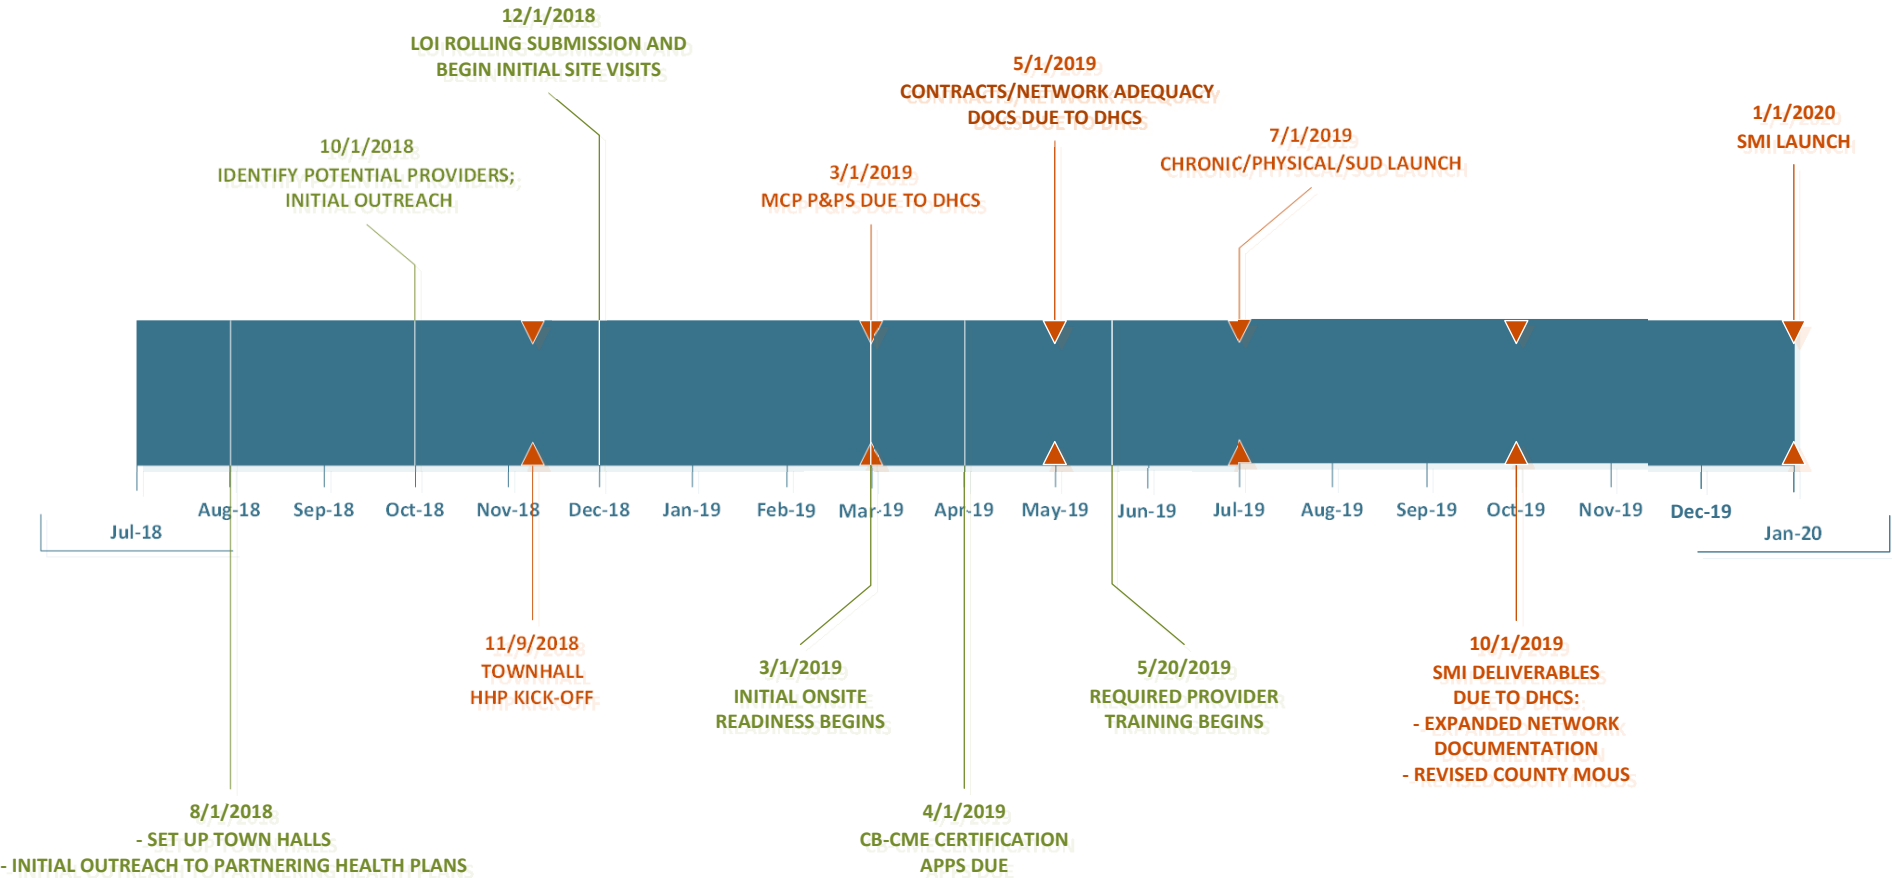 12/1/2018
LOI ROLLING SUBMISSION AND
BEGIN INITIAL SITE VISITS
5/1/2019
CONTRACTS/NETWORK ADEQUACY
DOCS DUE TO DHCS
1/1/2020
SMI LAUNCH
10/1/2018
IDENTIFY POTENTIAL PROVIDERS;
INITIAL OUTREACH
3/1/2019
MCP P&PS DUE TO DHCS
7/1/2019
CHRONIC/PHYSICAL/SUD LAUNCH
Jul-18
Aug-18
Sep-18
Oct-18
Nov-18
Dec-18
Jan-19
Feb-19
Mar-19
Apr-19
May-19
Jun-19
Jul-19
Aug-19
Sep-19
Oct-19
Nov-19
Dec-19
Jan-20
11/9/2018
TOWNHALL
HHP KICK-OFF
3/1/2019
INITIAL ONSITE
READINESS BEGINS
5/20/2019
REQUIRED PROVIDER
TRAINING BEGINS
10/1/2019
SMI DELIVERABLES
DUE TO DHCS:
- EXPANDED NETWORK
DOCUMENTATION
- REVISED COUNTY MOUS
8/1/2018
- SET UP TOWN HALLS
- INITIAL OUTREACH TO PARTNERING HEALTH PLANS
4/1/2019
CB-CME CERTIFICATION
APPS DUE